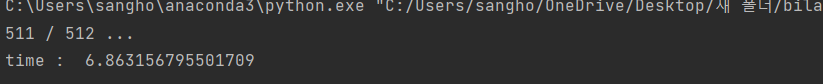 C:\Users\sangho\anaconda3\python.exe "C:/Users/sangho/OneDrive/Desktop/새 폴더/bila
511 / 512 ...
time :  6.863156795501709